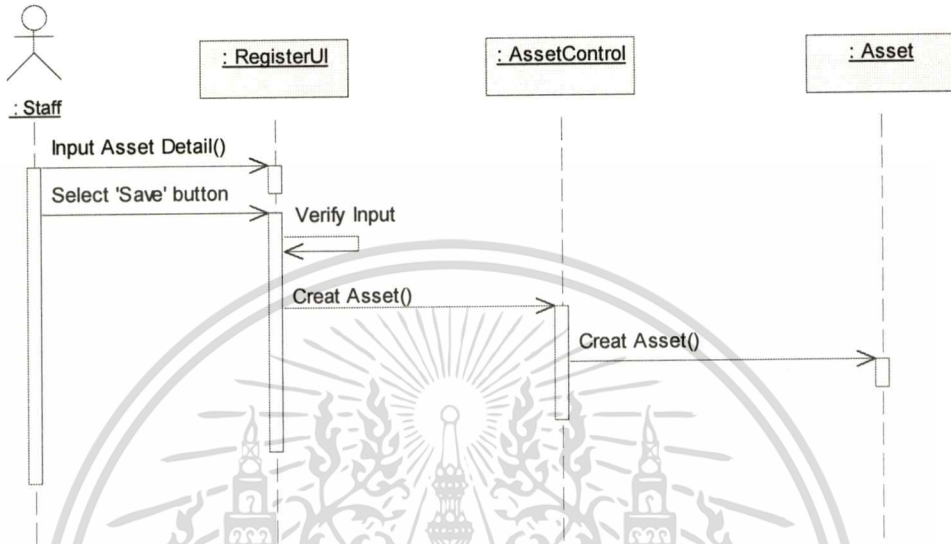 : RegisterUI
: AssetControl
: Asset
: Staff
Input Asset Detail()
Select 'Save' button
Verify Input
Creat Asset()
Creat Asset()